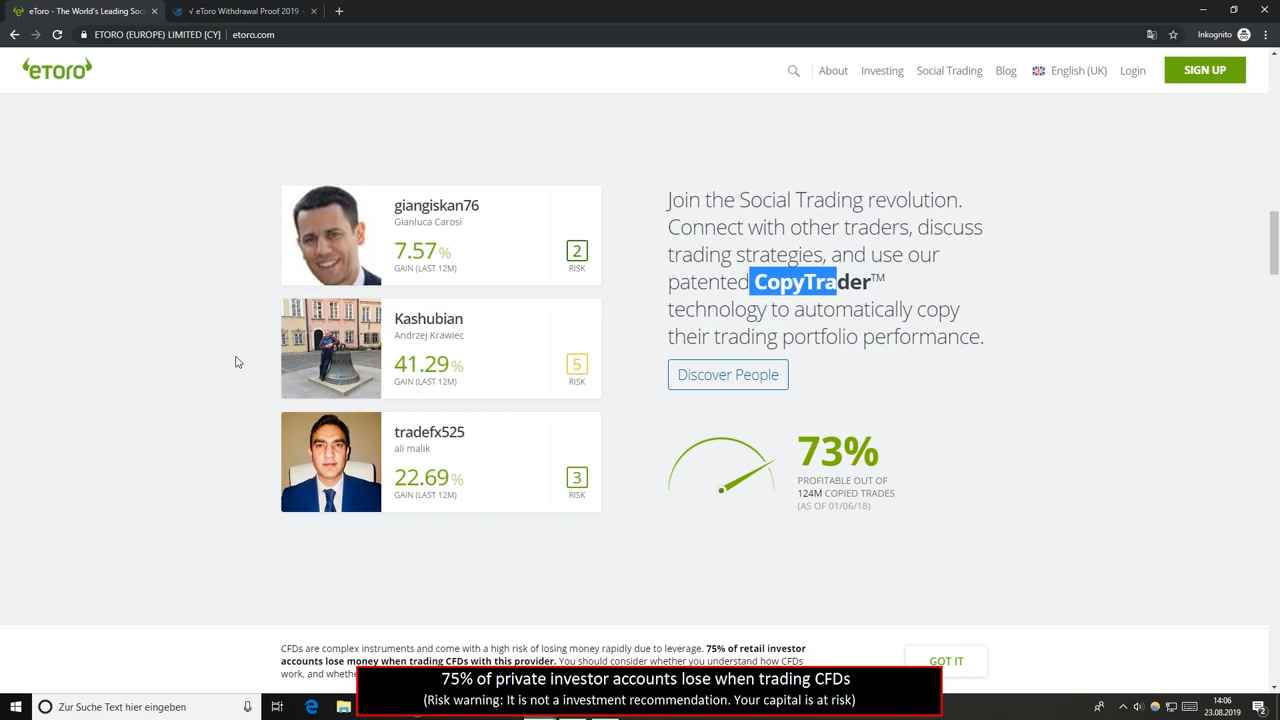 eToro - The World's Leading Soc
√ eToro Withdrawal Proof 2019 -
ETORO (EUROPE) LIMITED [CY] | etoro.com
Inkognito
eToro
About
Investing
Social Trading
Blog
English (UK)
Login
SIGN UP
giangiskan76
Gianluca Carosi
7.57%
GAIN (LAST 12M)
2
RISK
Kashubian
Andrzej Krawiec
41.29%
GAIN (LAST 12M)
5
RISK
tradefx525
ali malik
22.69%
GAIN (LAST 12M)
3
RISK
Join the Social Trading revolution.
Connect with other traders, discuss
trading strategies, and use our
patented CopyTrader™
technology to automatically copy
their trading portfolio performance.
Discover People
73%
PROFITABLE OUT OF
124M COPIED TRADES
(AS OF 01/06/18)
CFDs are complex instruments and come with a high risk of losing money rapidly due to leverage. 75% of retail investor
accounts lose money when trading CFDs with this provider. You should consider whether you understand how CFDs
work, and whethe
GOT IT
75% of private investor accounts lose when trading CFDs
(Risk warning: It is not a investment recommendation. Your capital is at risk)
Zur Suche Text hier eingeben
14:06
23.08.2019